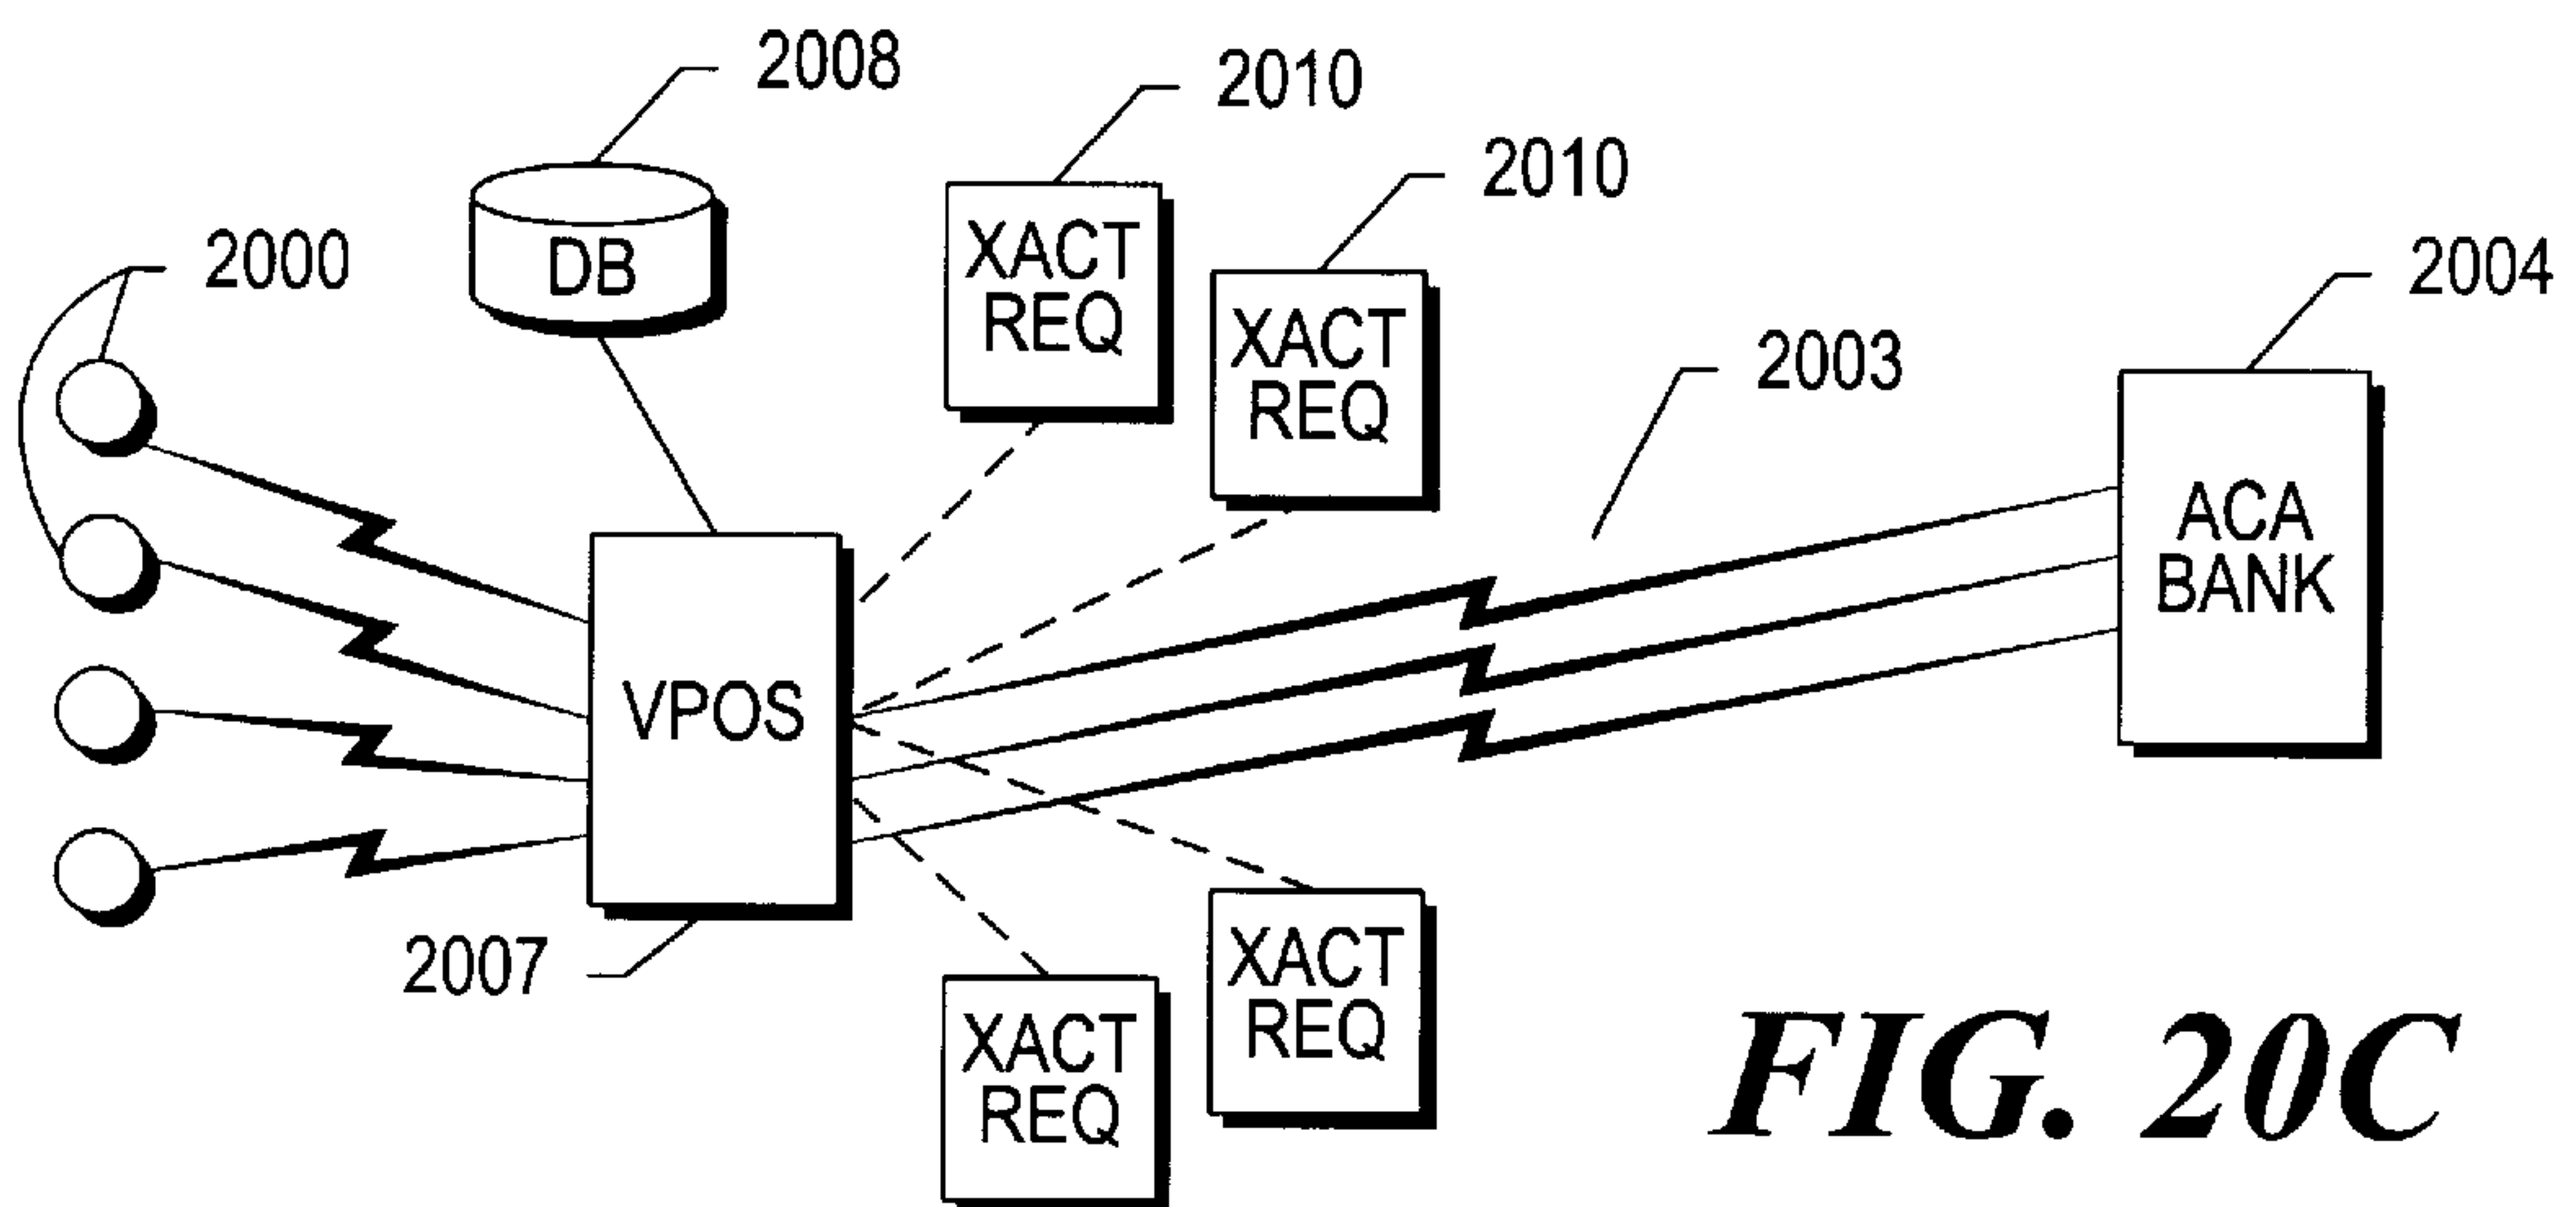 2008
2010
2010
2000
DB
XACT
REQ
XACT
REQ
2003
2004
ACA
BANK
VPOS
2007
XACT
REQ
XACT
REQ
FIG. 20C